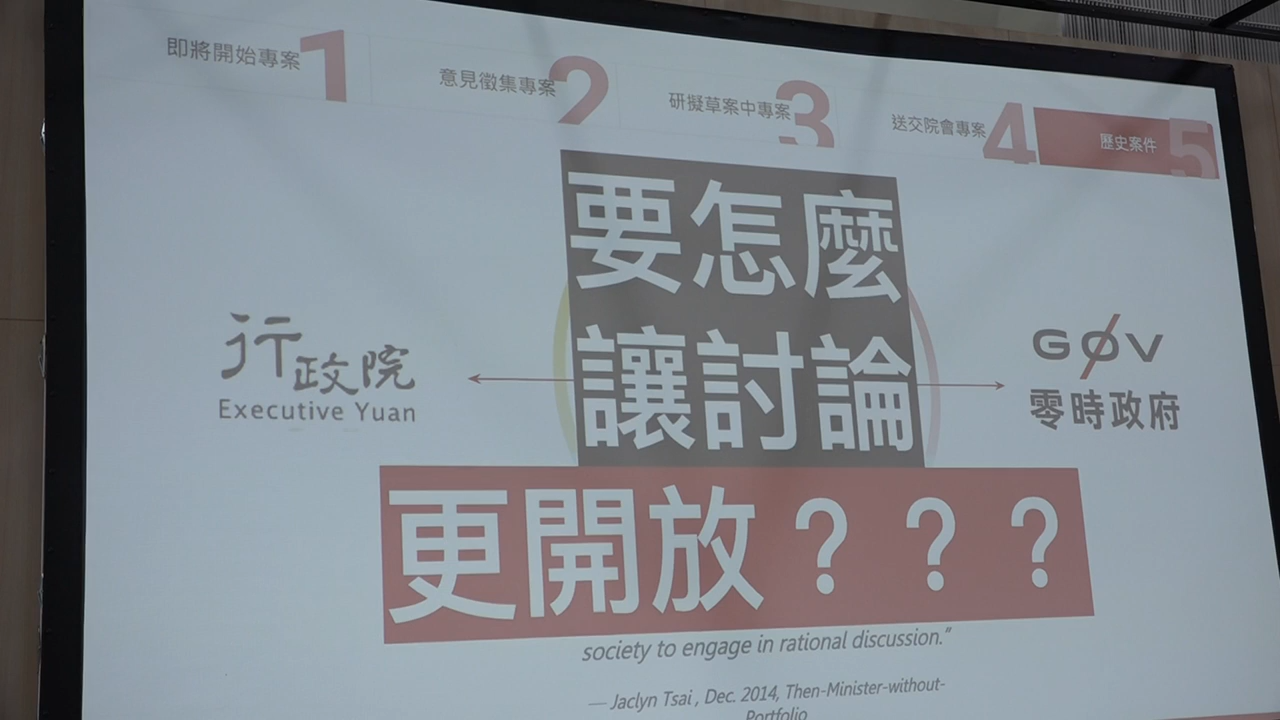 即將開始專案 1
意見徵集專案 2
研擬草案中專案 3
送交院會專案 4
歷史案件 5
要怎麼
讓討論
更開放？？？
行政院
Executive Yuan
GØV
零時政府
society to engage in rational discussion.”
— Jaclyn Tsai , Dec. 2014, Then-Minister-without-
Portfolio